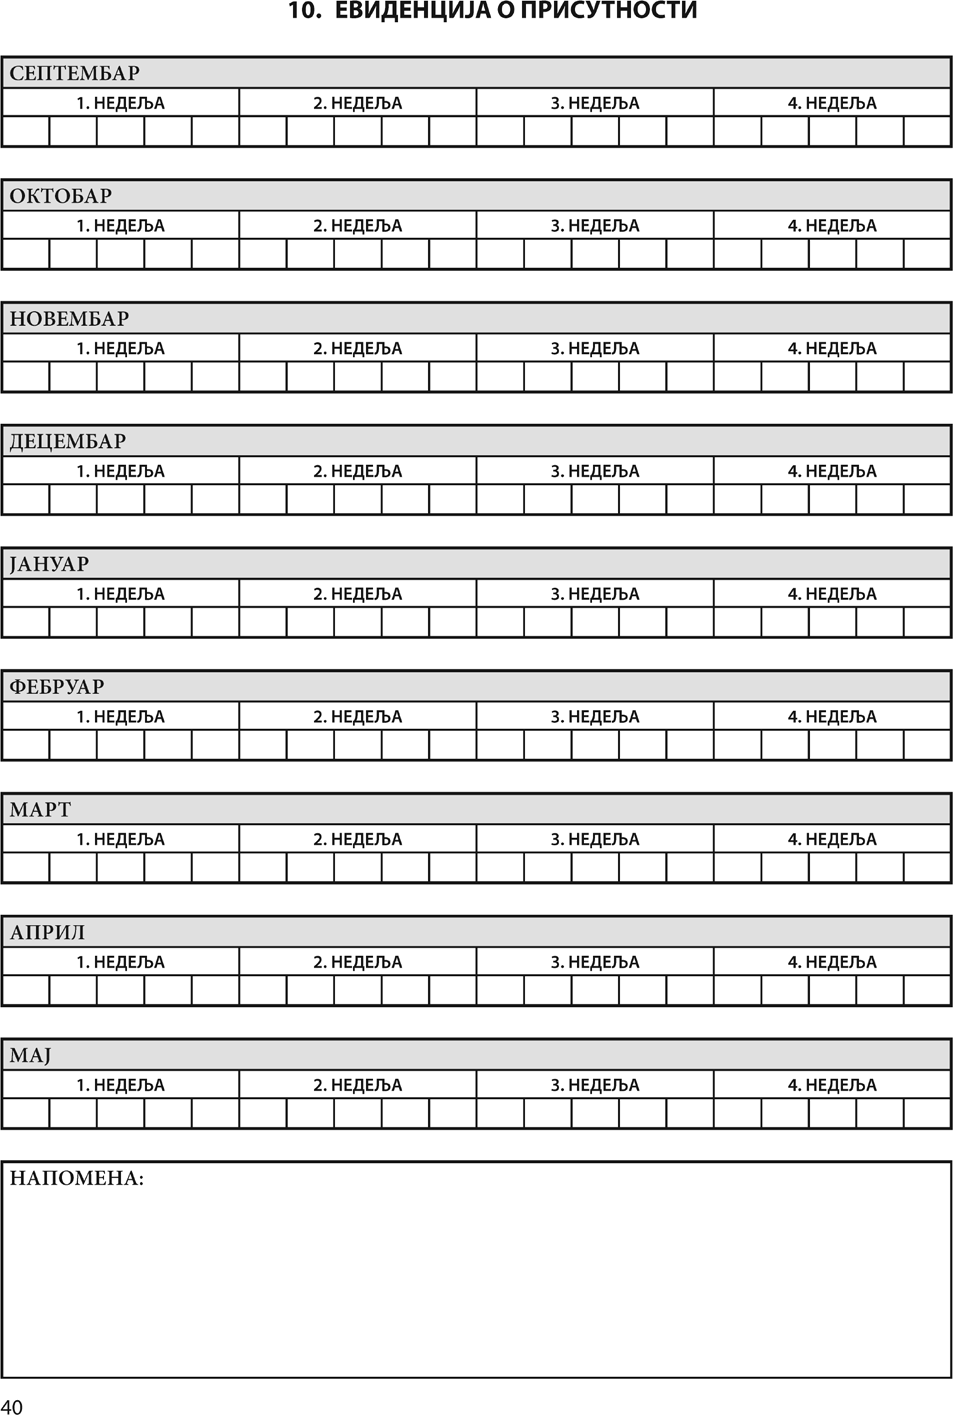 10. ЕВИДЕНЦИЈА О ПРИСУТНОСТИ
СЕПТЕМБАР
1. НЕДЕЉА 2. НЕДЕЉА 3. НЕДЕЉА 4. НЕДЕЉА
ОКТОБАР
1. НЕДЕЉА 2. НЕДЕЉА 3. НЕДЕЉА 4. НЕДЕЉА
НОВЕМБАР
1. НЕДЕЉА 2. НЕДЕЉА 3. НЕДЕЉА 4. НЕДЕЉА
ДЕЦЕМБАР
1. НЕДЕЉА 2. НЕДЕЉА 3. НЕДЕЉА 4. НЕДЕЉА
ЈАНУАР
1. НЕДЕЉА 2. НЕДЕЉА 3. НЕДЕЉА 4. НЕДЕЉА
ФЕБРУАР
1. НЕДЕЉА 2. НЕДЕЉА 3. НЕДЕЉА 4. НЕДЕЉА
МАРТ
1. НЕДЕЉА 2. НЕДЕЉА 3. НЕДЕЉА 4. НЕДЕЉА
АПРИЛ
1. НЕДЕЉА 2. НЕДЕЉА 3. НЕДЕЉА 4. НЕДЕЉА
МАЈ
1. НЕДЕЉА 2. НЕДЕЉА 3. НЕДЕЉА 4. НЕДЕЉА
НАПОМЕНА:
40